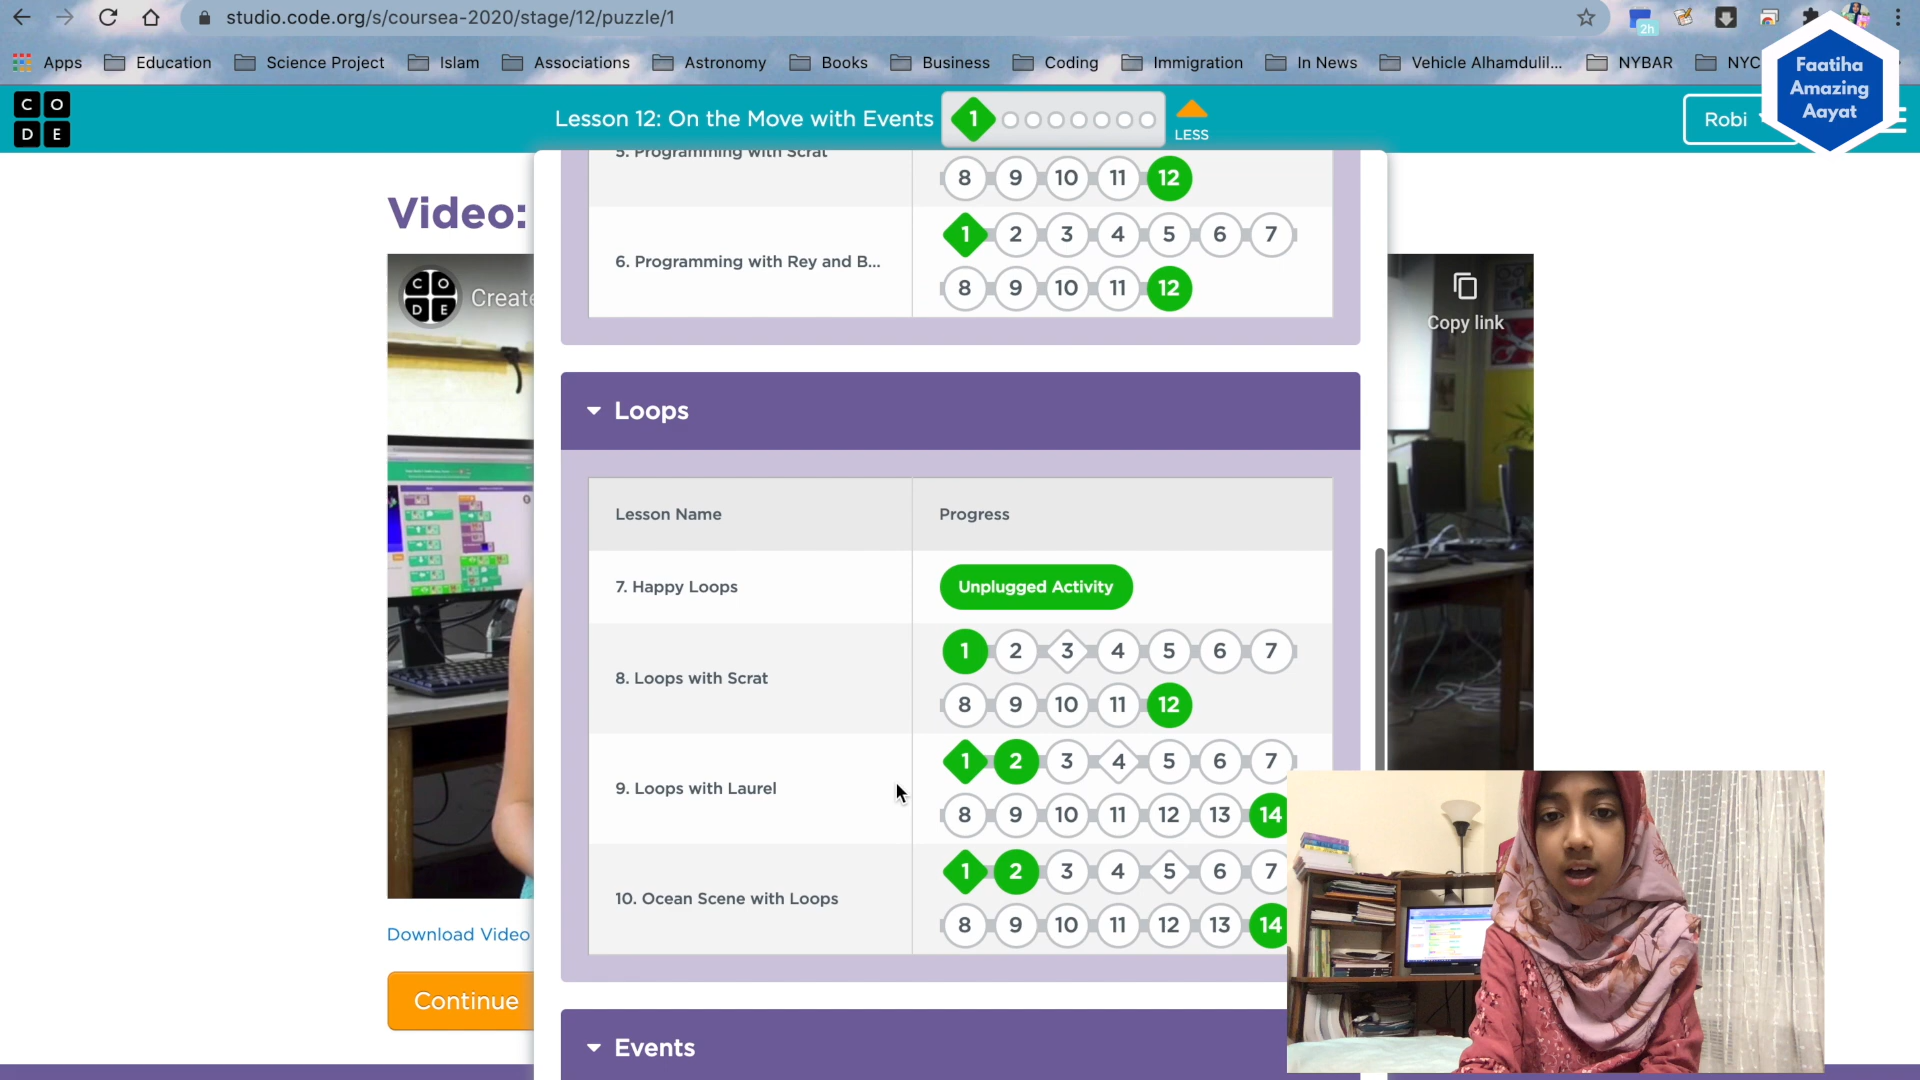 studio.code.org/s/coursea-2020/stage/12/puzzle/1
2h
Apps Education Science Project Islam Associations Astronomy Books Business Coding Immigration In News Vehicle Alhamdulil... NYBAR NYC
Faatiha
Amazing
Aayat
C O
D E
Lesson 12: On the Move with Events 1
LESS
Robi
Video:
C O
D E
Create
Copy link
5. Programming with Scrat
8 9 10 11 12
6. Programming with Rey and B...
1 2 3 4 5 6 7
8 9 10 11 12
Loops
Lesson Name Progress
7. Happy Loops Unplugged Activity
8. Loops with Scrat
1 2 3 4 5 6 7
8 9 10 11 12
9. Loops with Laurel
1 2 3 4 5 6 7
8 9 10 11 12 13 14
10. Ocean Scene with Loops
1 2 3 4 5 6 7
8 9 10 11 12 13 14
Download Video
Continue
Events